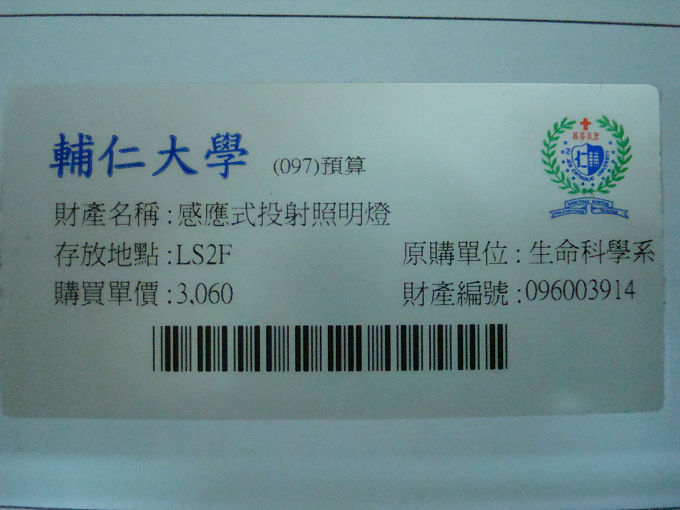 輔仁大學 (097)預算
財產名稱:感應式投射照明燈
存放地點:LS2F 原購單位:生命科學系
購買單價:3,060 財產編號:096003914